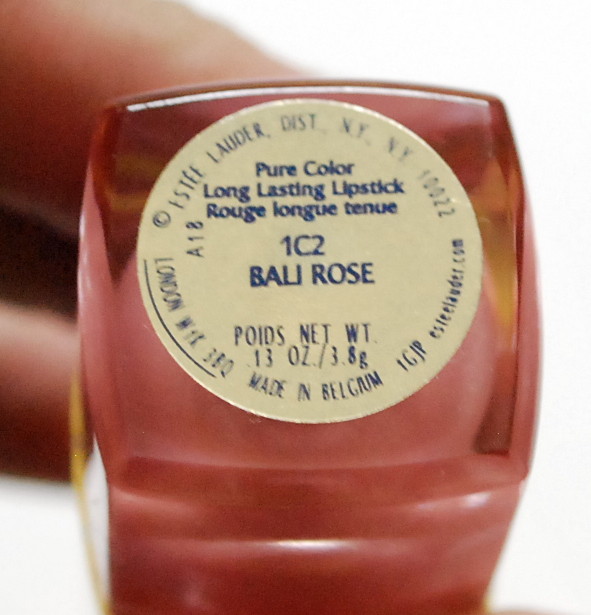 © ESTÉE LAUDER, DIST., N.Y., N.Y. 10022
Pure Color
Long Lasting Lipstick
Rouge longue tenue
A18
1C2
BALI ROSE
POIDS NET WT.
.13 OZ./3.8g
LONDON W1K 3BQ
MADE IN BELGIUM
1GJP
esteelauder.com